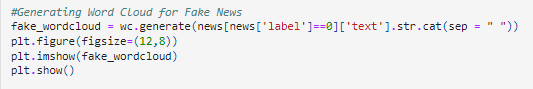 #Generating Word Cloud for Fake News
fake_wordcloud = wc.generate(news[news['label']==0]['text'].str.cat(sep = " "))
plt.figure(figsize=(12,8))
plt.imshow(fake_wordcloud)
plt.show()